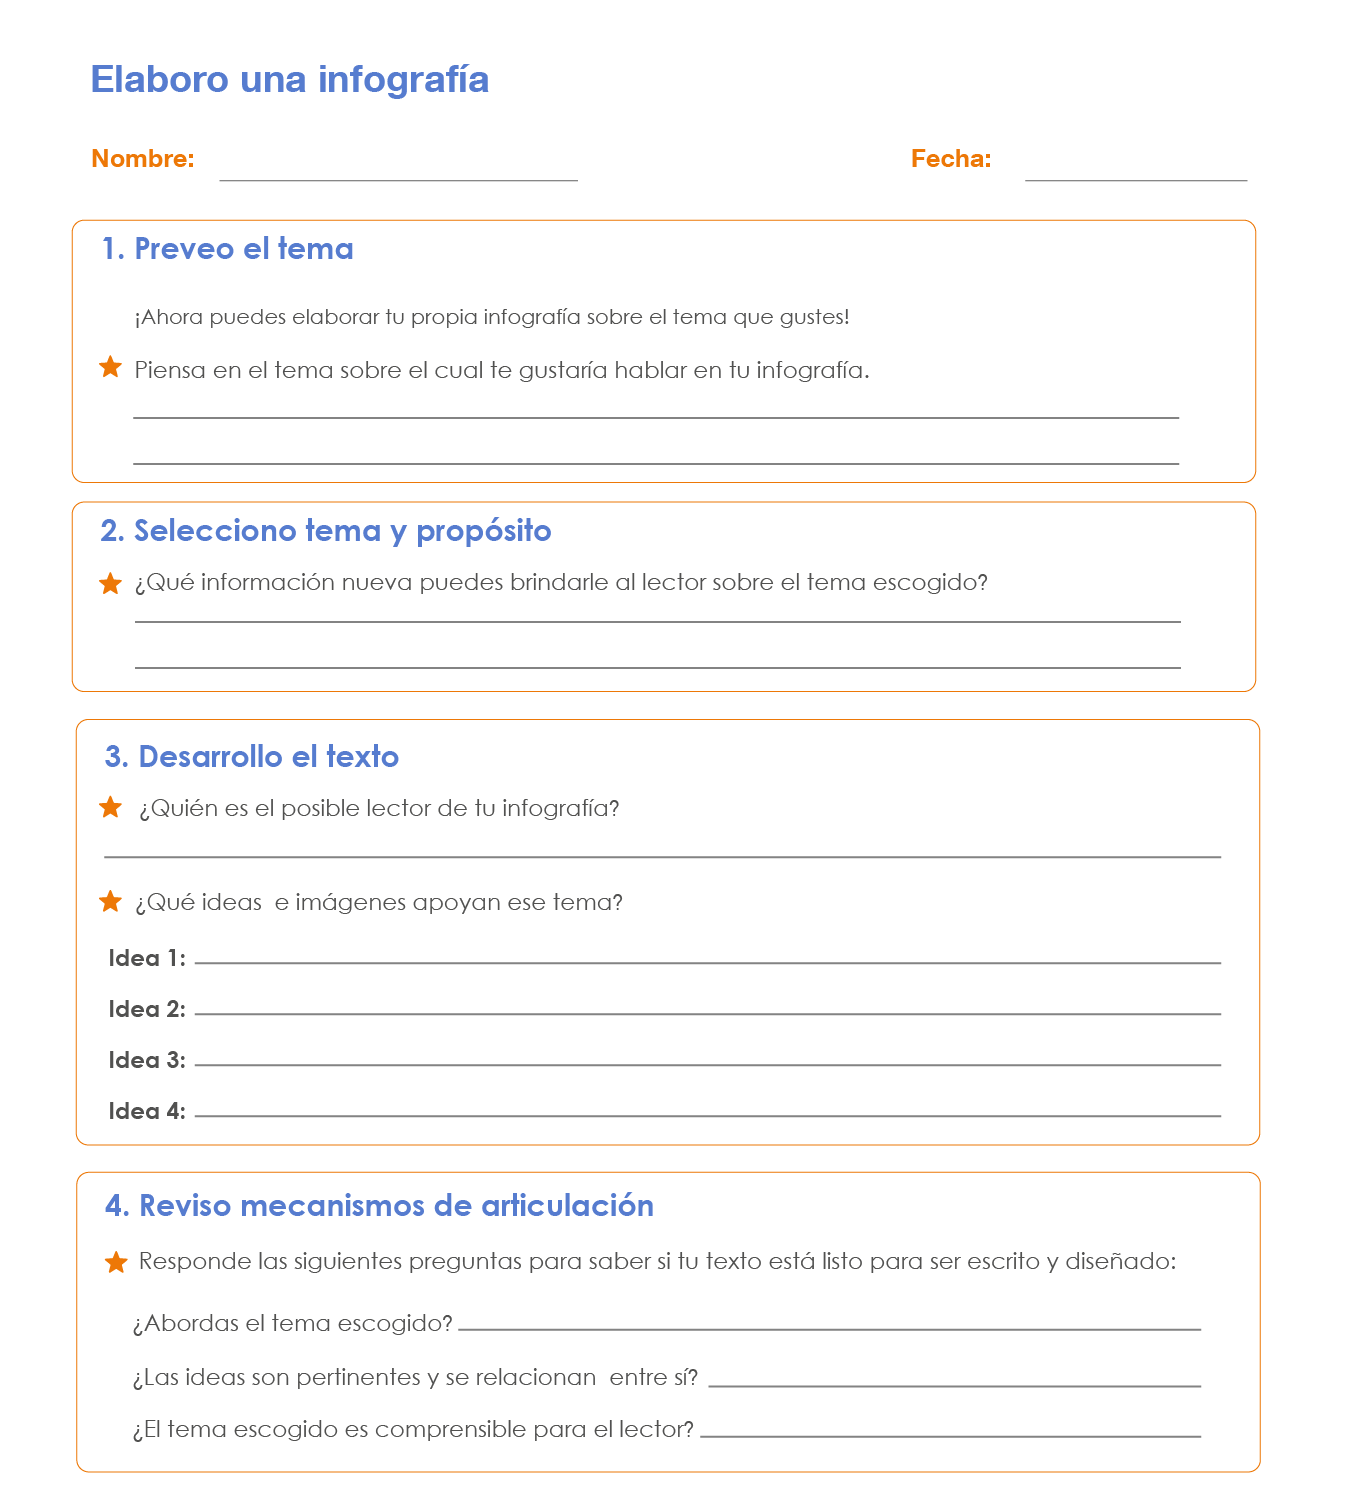 Elaboro una infografía
Nombre: Fecha:
1. Preveo el tema
¡Ahora puedes elaborar tu propia infografía sobre el tema que gustes!
Piensa en el tema sobre el cual te gustaría hablar en tu infografía.
2. Selecciono tema y propósito
¿Qué información nueva puedes brindarle al lector sobre el tema escogido?
3. Desarrollo el texto
¿Quién es el posible lector de tu infografía?
¿Qué ideas e imágenes apoyan ese tema?
Idea 1:
Idea 2:
Idea 3:
Idea 4:
4. Reviso mecanismos de articulación
Responde las siguientes preguntas para saber si tu texto está listo para ser escrito y diseñado:
¿Abordas el tema escogido?
¿Las ideas son pertinentes y se relacionan entre sí?
¿El tema escogido es comprensible para el lector?